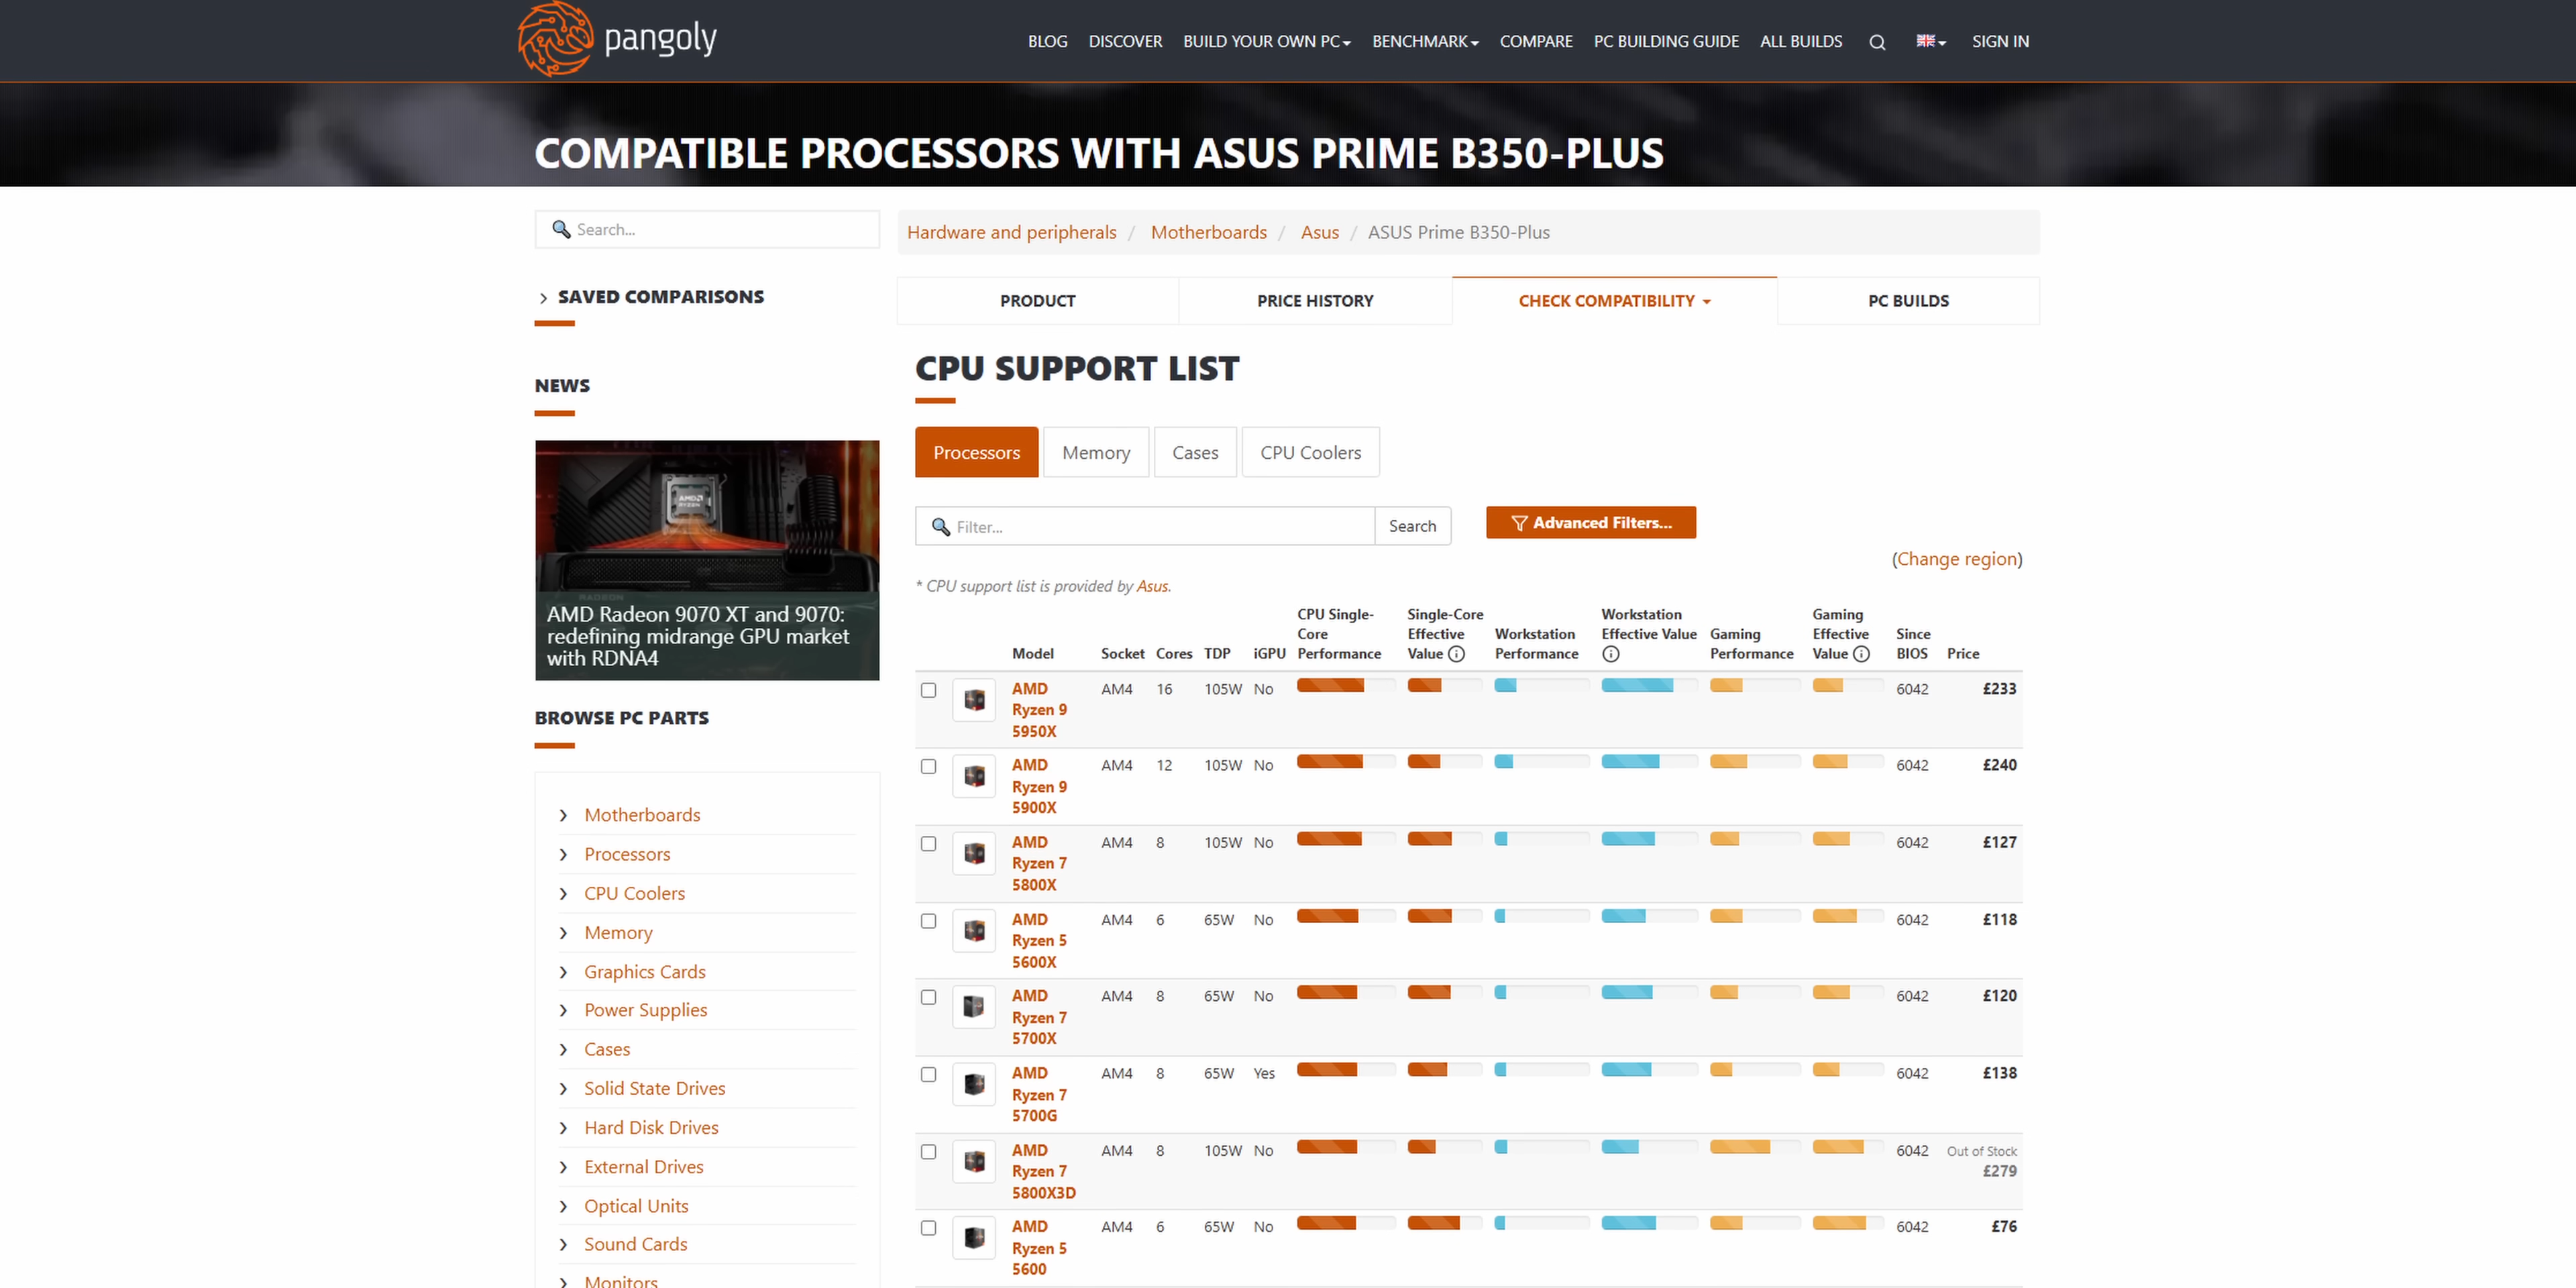 pangoly
BLOG DISCOVER BUILD YOUR OWN PC BENCHMARK COMPARE PC BUILDING GUIDE ALL BUILDS SIGN IN
COMPATIBLE PROCESSORS WITH ASUS PRIME B350-PLUS
Search...
SAVED COMPARISONS
NEWS
AMD
RYZEN
RADEON
AMD Radeon 9070 XT and 9070:
redefining midrange GPU market
with RDNA4
BROWSE PC PARTS
Motherboards
Processors
CPU Coolers
Memory
Graphics Cards
Power Supplies
Cases
Solid State Drives
Hard Disk Drives
External Drives
Optical Units
Sound Cards
Monitors
Hardware and peripherals / Motherboards / Asus / ASUS Prime B350-Plus
PRODUCT PRICE HISTORY CHECK COMPATIBILITY PC BUILDS
CPU SUPPORT LIST
Processors Memory Cases CPU Coolers
Filter... Search Advanced Filters...
(Change region)
* CPU support list is provided by Asus.
Model Socket Cores TDP iGPU CPU Single-Core Performance Single-Core Effective Value Workstation Performance Workstation Effective Value Gaming Performance Gaming Effective Value Since BIOS Price
AMD Ryzen 9 5950X AM4 16 105W No 6042 £233
AMD Ryzen 9 5900X AM4 12 105W No 6042 £240
AMD Ryzen 7 5800X AM4 8 105W No 6042 £127
AMD Ryzen 5 5600X AM4 6 65W No 6042 £118
AMD Ryzen 7 5700X AM4 8 65W No 6042 £120
AMD Ryzen 7 5700G AM4 8 65W Yes 6042 £138
AMD Ryzen 7 5800X3D AM4 8 105W No 6042 Out of Stock £279
AMD Ryzen 5 5600 AM4 6 65W No 6042 £76